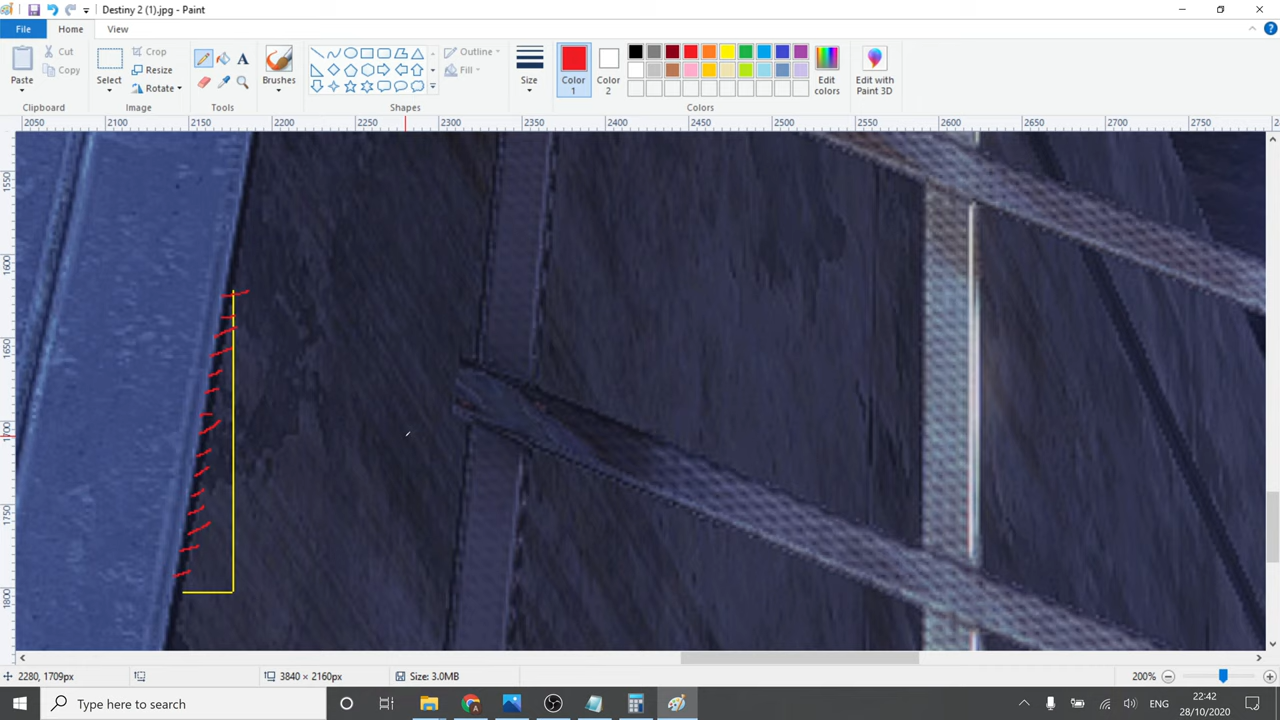 Destiny 2 (1).jpg - Paint
File Home View
Paste Cut Copy
Select Crop Resize Rotate
Brushes
Outline Fill
Size
Color 1 Color 2
Edit colors
Edit with Paint 3D
Clipboard Image Tools Shapes Colors
2050 2100 2150 2200 2250 2300 2350 2400 2450 2500 2550 2600 2650 2700 2750
1550
1600
1650
1700
1750
1800
2280, 1709px 3840 × 2160px Size: 3.0MB 200%
Type here to search ENG 22:42 28/10/2020